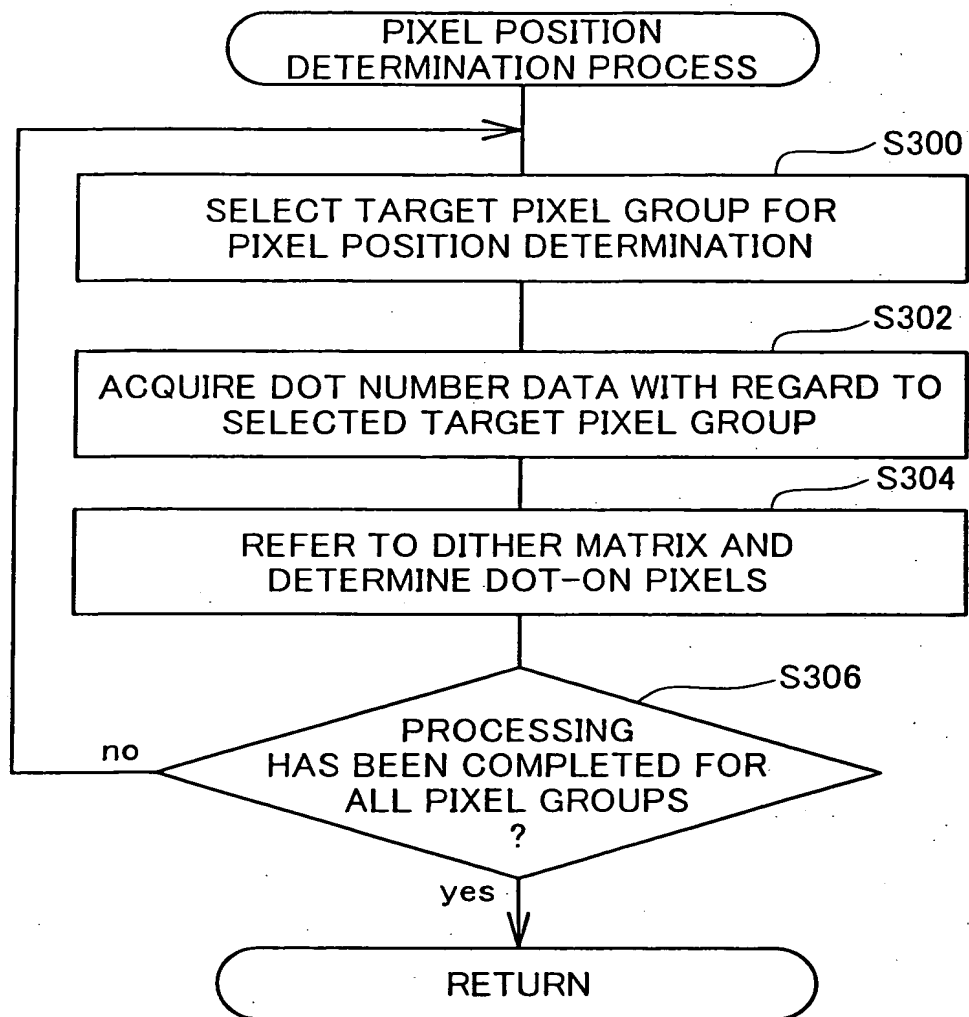 PIXEL POSITION
DETERMINATION PROCESS
S300
SELECT TARGET PIXEL GROUP FOR
PIXEL POSITION DETERMINATION
S302
ACQUIRE DOT NUMBER DATA WITH REGARD TO
SELECTED TARGET PIXEL GROUP
S304
REFER TO DITHER MATRIX AND
DETERMINE DOT-ON PIXELS
S306
PROCESSING
HAS BEEN COMPLETED FOR
ALL PIXEL GROUPS
?
no
yes
RETURN